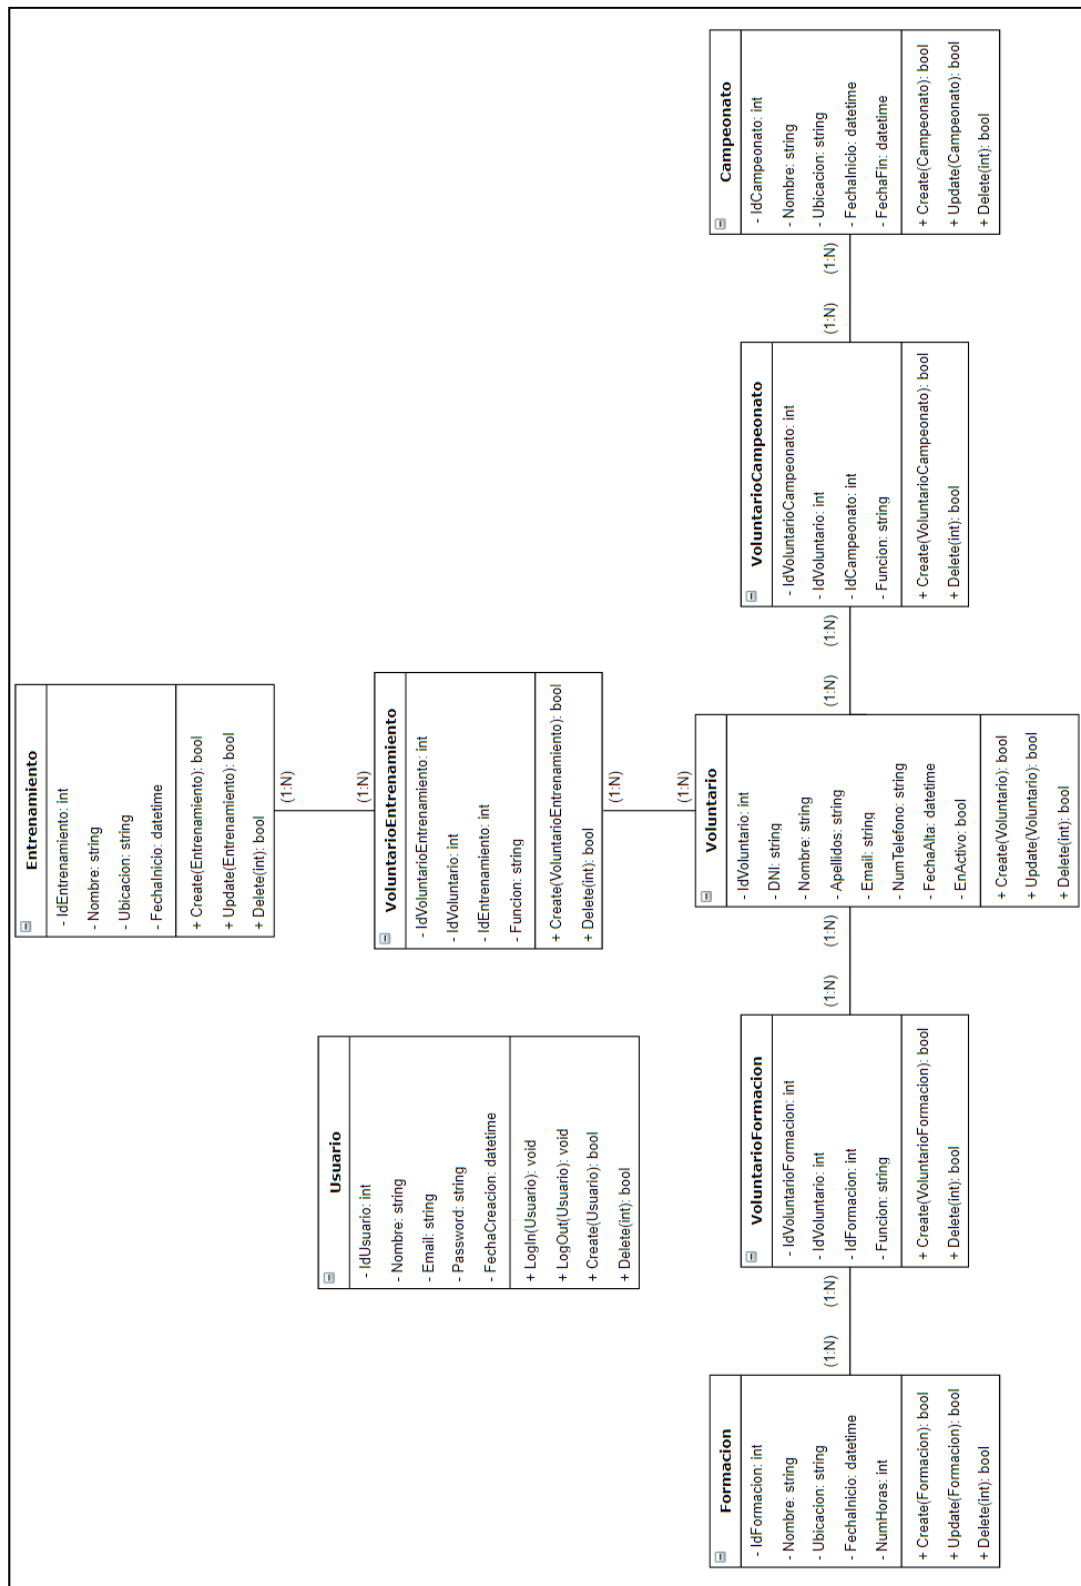 Entrenamiento
- IdEntrenamiento: int
- Nombre: string
- Ubicacion: string
- FechaInicio: datetime
+ Create(Entrenamiento): bool
+ Update(Entrenamiento): bool
+ Delete(int): bool
(1:N)
(1:N)
Usuario
- IdUsuario: int
- Nombre: string
- Email: string
- Password: string
- FechaCreacion: datetime
+ LogIn(Usuario): void
+ LogOut(Usuario): void
+ Create(Usuario): bool
+ Delete(int): bool
VoluntarioEntrenamiento
- IdVoluntarioEntrenamiento: int
- IdVoluntario: int
- IdEntrenamiento: int
- Funcion: string
+ Create(VoluntarioEntrenamiento): bool
+ Delete(int): bool
(1:N)
(1:N)
Formacion
- IdFormacion: int
- Nombre: string
- Ubicacion: string
- FechaInicio: datetime
- NumHoras: int
+ Create(Formacion): bool
+ Update(Formacion): bool
+ Delete(int): bool
(1:N)
(1:N)
VoluntarioFormacion
- IdVoluntarioFormacion: int
- IdVoluntario: int
- IdFormacion: int
- Funcion: string
+ Create(VoluntarioFormacion): bool
+ Delete(int): bool
(1:N)
(1:N)
Voluntario
- IdVoluntario: int
- DNI: string
- Nombre: string
- Apellidos: string
- Email: string
- NumTelefono: string
- FechaAlta: datetime
- EnActivo: bool
+ Create(Voluntario): bool
+ Update(Voluntario): bool
+ Delete(int): bool
(1:N)
(1:N)
VoluntarioCampeonato
- IdVoluntarioCampeonato: int
- IdVoluntario: int
- IdCampeonato: int
- Funcion: string
+ Create(VoluntarioCampeonato): bool
+ Delete(int): bool
(1:N)
(1:N)
Campeonato
- IdCampeonato: int
- Nombre: string
- Ubicacion: string
- FechaInicio: datetime
- FechaFin: datetime
+ Create(Campeonato): bool
+ Update(Campeonato): bool
+ Delete(int): bool